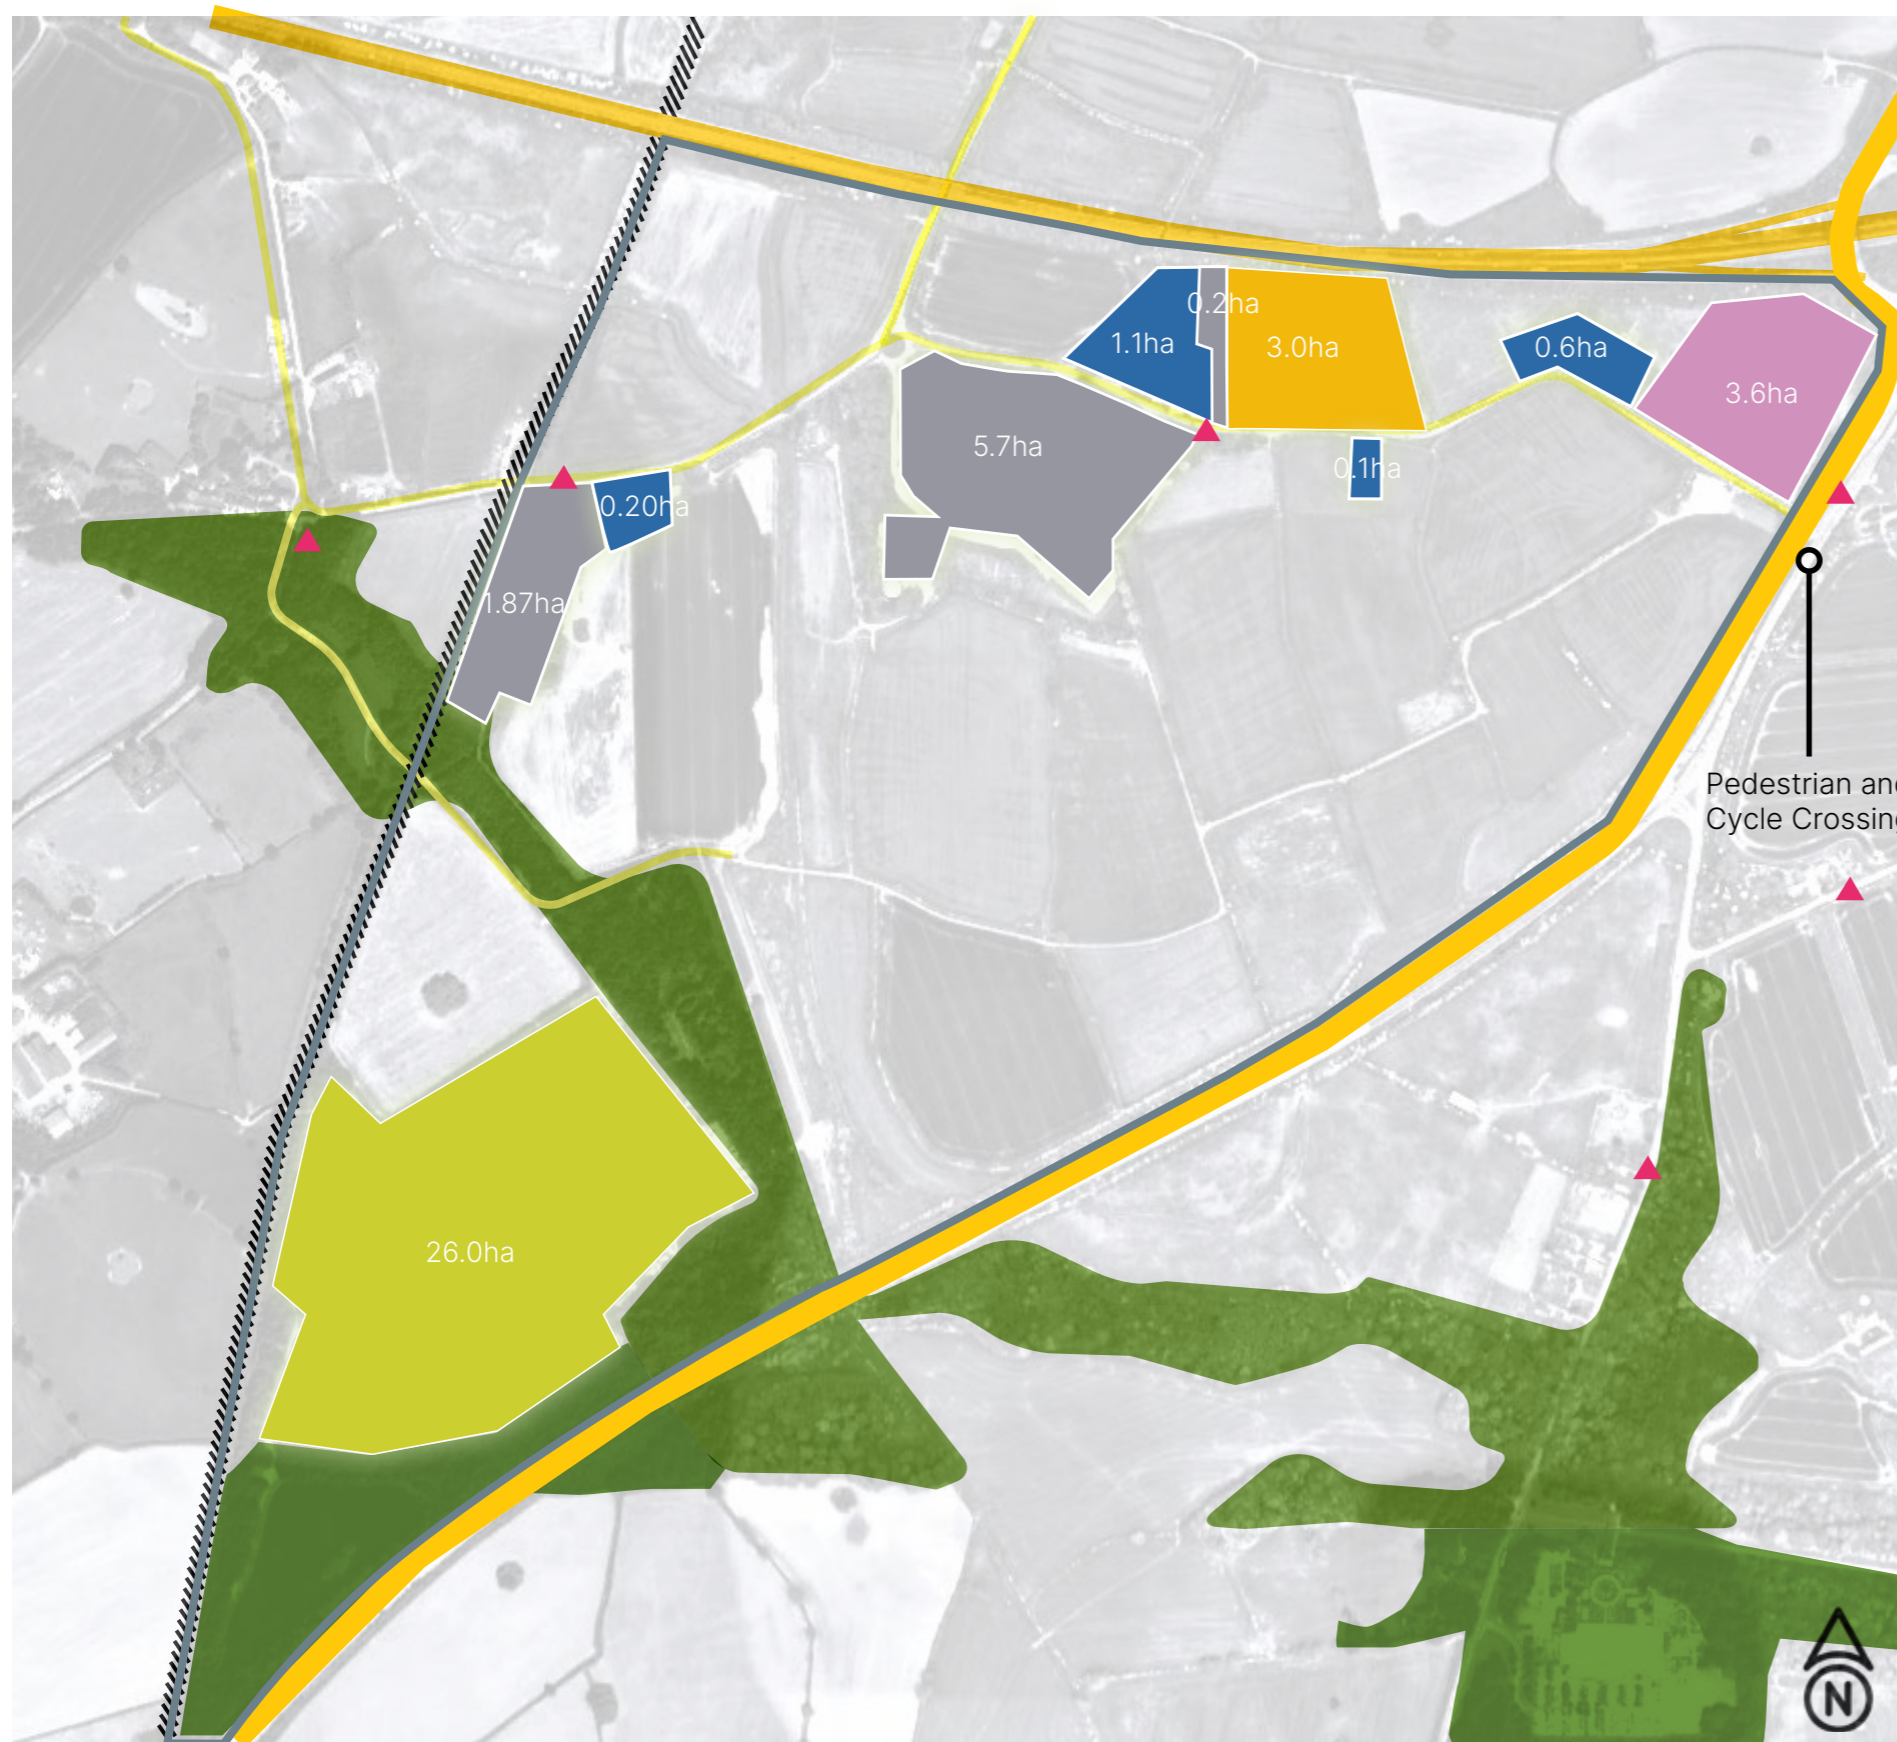 0.2ha
1.1ha
3.0ha
0.6ha
3.6ha
5.7ha
0.1ha
0.20ha
1.87ha
Pedestrian and
Cycle Crossing
26.0ha
N